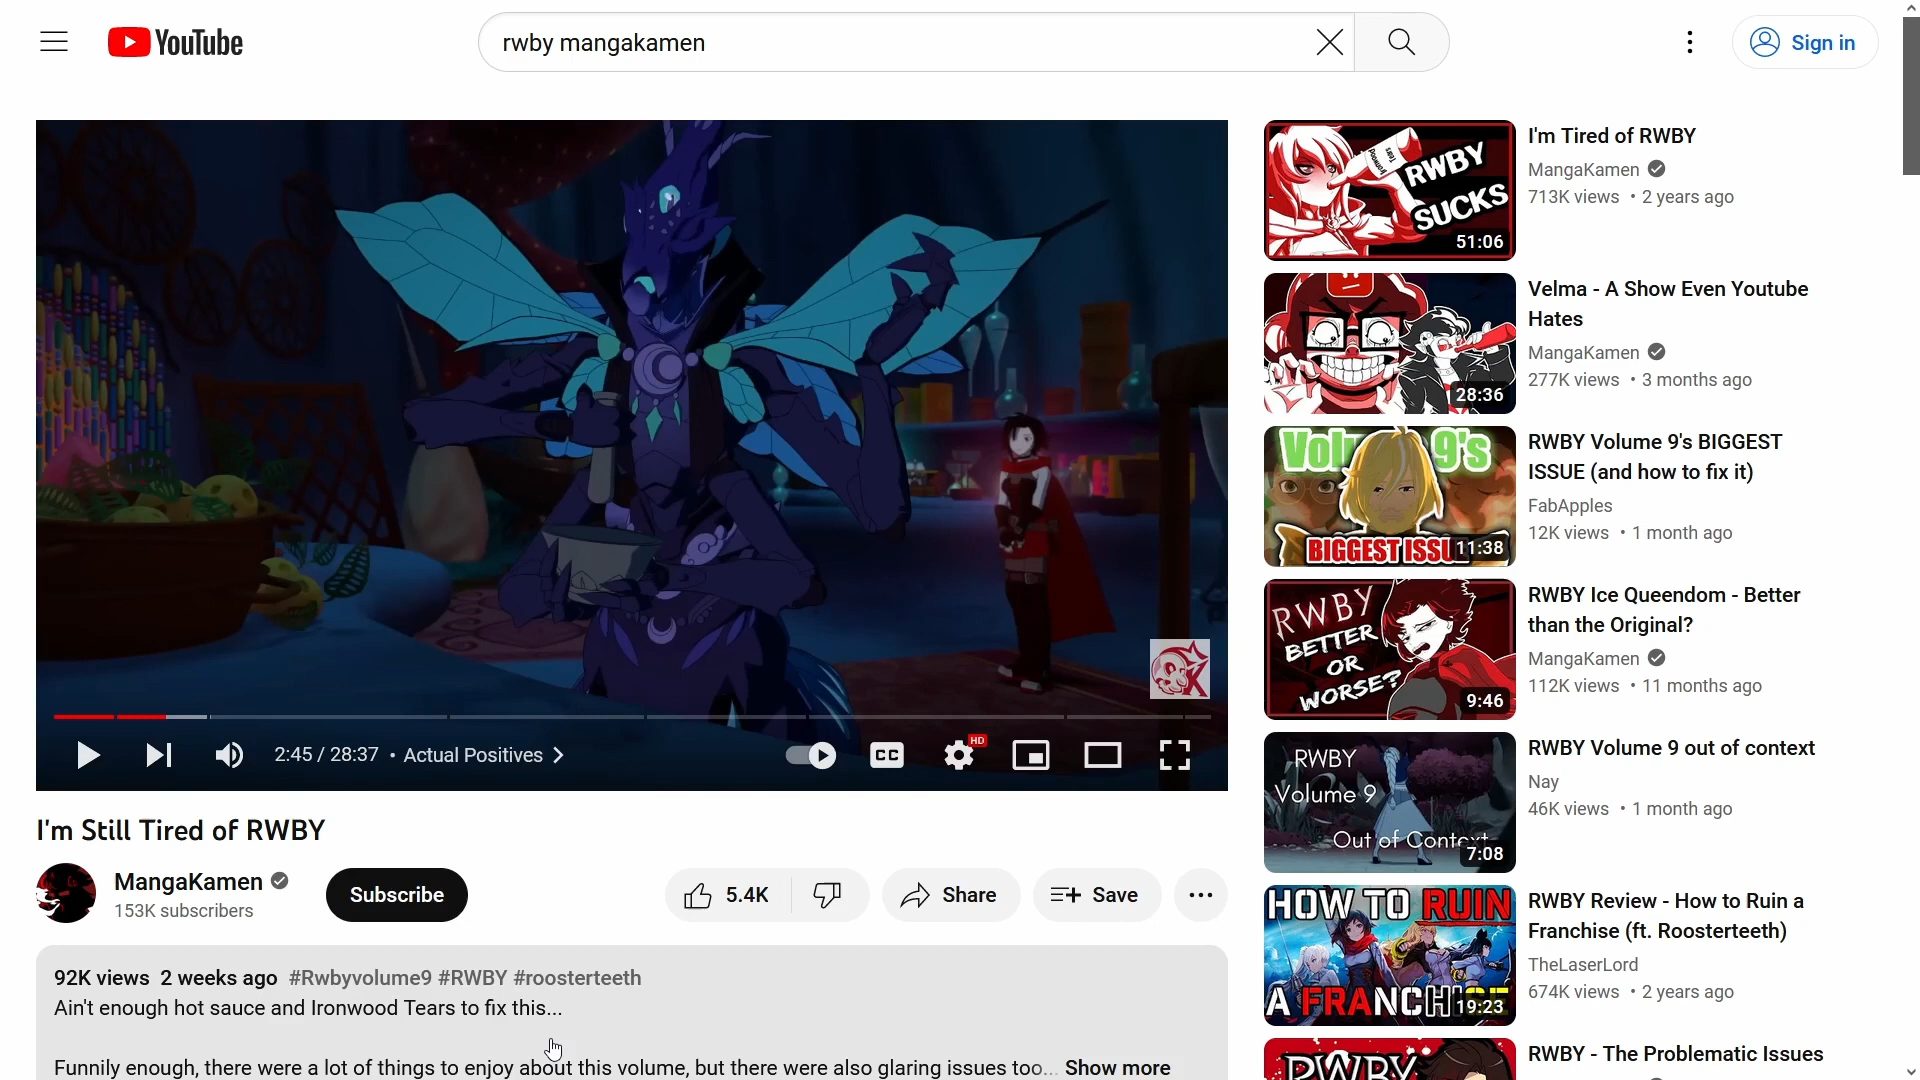 YouTube
rwby mangakamen
Sign in
HD
CC
2:45 / 28:37 • Actual Positives
I'm Still Tired of RWBY
MangaKamen
153K subscribers
Subscribe
5.4K
Share
Save
92K views 2 weeks ago #Rwbyvolume9 #RWBY #roosterteeth
Ain't enough hot sauce and Ironwood Tears to fix this...
Funnily enough, there were a lot of things to enjoy about this volume, but there were also glaring issues too... Show more
RWBY
SUCKS
Ironwood
Tears
51:06
I'm Tired of RWBY
MangaKamen
713K views • 2 years ago
28:36
Velma - A Show Even Youtube
Hates
MangaKamen
277K views • 3 months ago
Vol 9's
BIGGEST ISSU
11:38
RWBY Volume 9's BIGGEST
ISSUE (and how to fix it)
FabApples
12K views • 1 month ago
RWBY
BETTER
OR
WORSE?
9:46
RWBY Ice Queendom - Better
than the Original?
MangaKamen
112K views • 11 months ago
RWBY
Volume 9
Out of Context
7:08
RWBY Volume 9 out of context
Nay
46K views • 1 month ago
HOW TO RUIN
A FRANCHISE
19:23
RWBY Review - How to Ruin a
Franchise (ft. Roosterteeth)
TheLaserLord
674K views • 2 years ago
RWBY
RWBY - The Problematic Issues